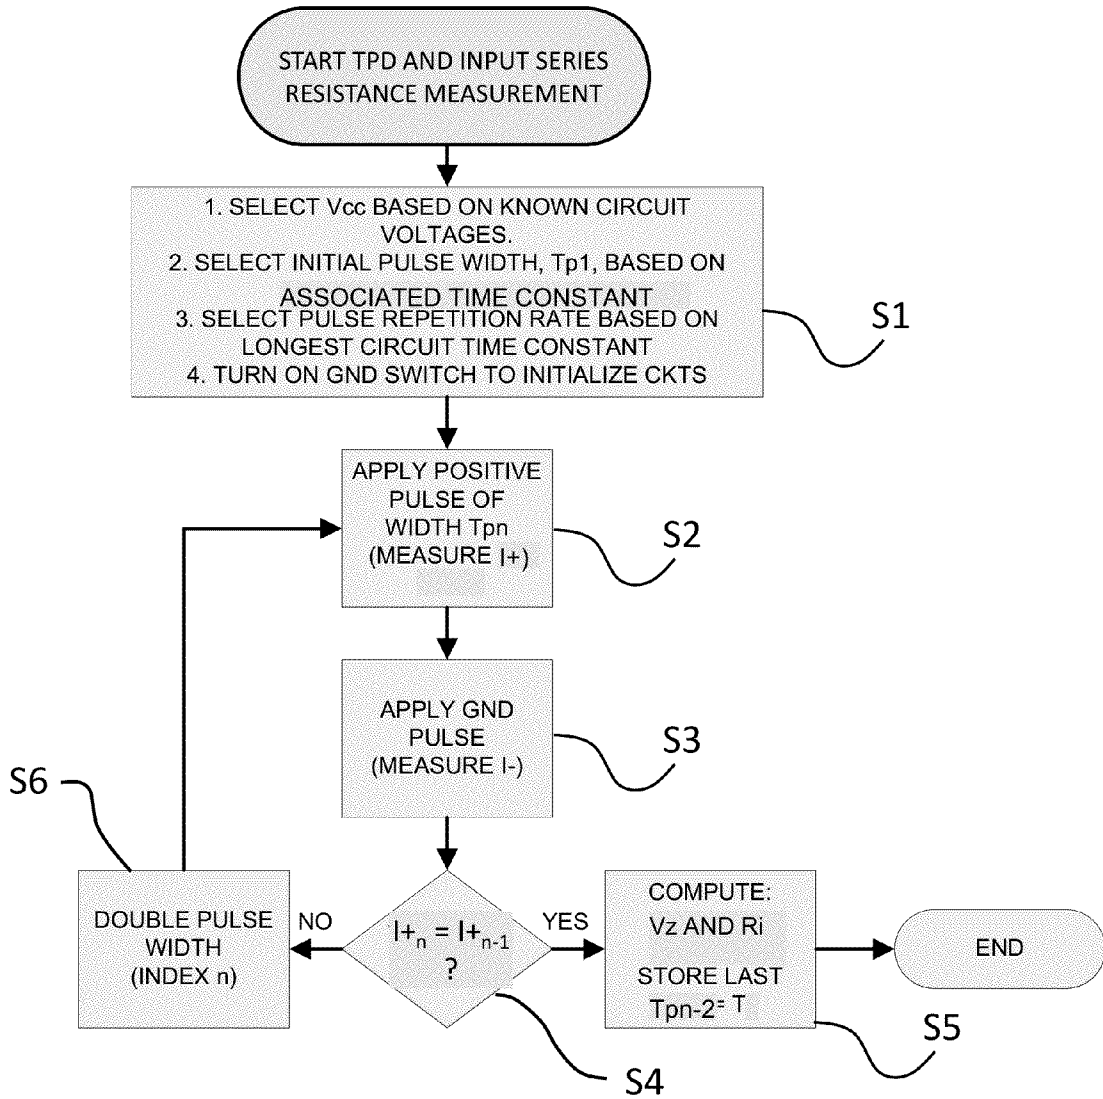 START TPD AND INPUT SERIES
RESISTANCE MEASUREMENT
1. SELECT Vcc BASED ON KNOWN CIRCUIT
VOLTAGES.
2. SELECT INITIAL PULSE WIDTH, Tp1, BASED ON
ASSOCIATED TIME CONSTANT
3. SELECT PULSE REPETITION RATE BASED ON
LONGEST CIRCUIT TIME CONSTANT
4. TURN ON GND SWITCH TO INITIALIZE CKTS
S1
APPLY POSITIVE
PULSE OF
WIDTH Tpn
(MEASURE I+)
S2
APPLY GND
PULSE
(MEASURE I-)
S3
S6
DOUBLE PULSE
WIDTH
(INDEX n)
NO
I+n = I+n-1
?
YES
S4
COMPUTE:
Vz AND Ri
STORE LAST
Tpn-2= T
S5
END